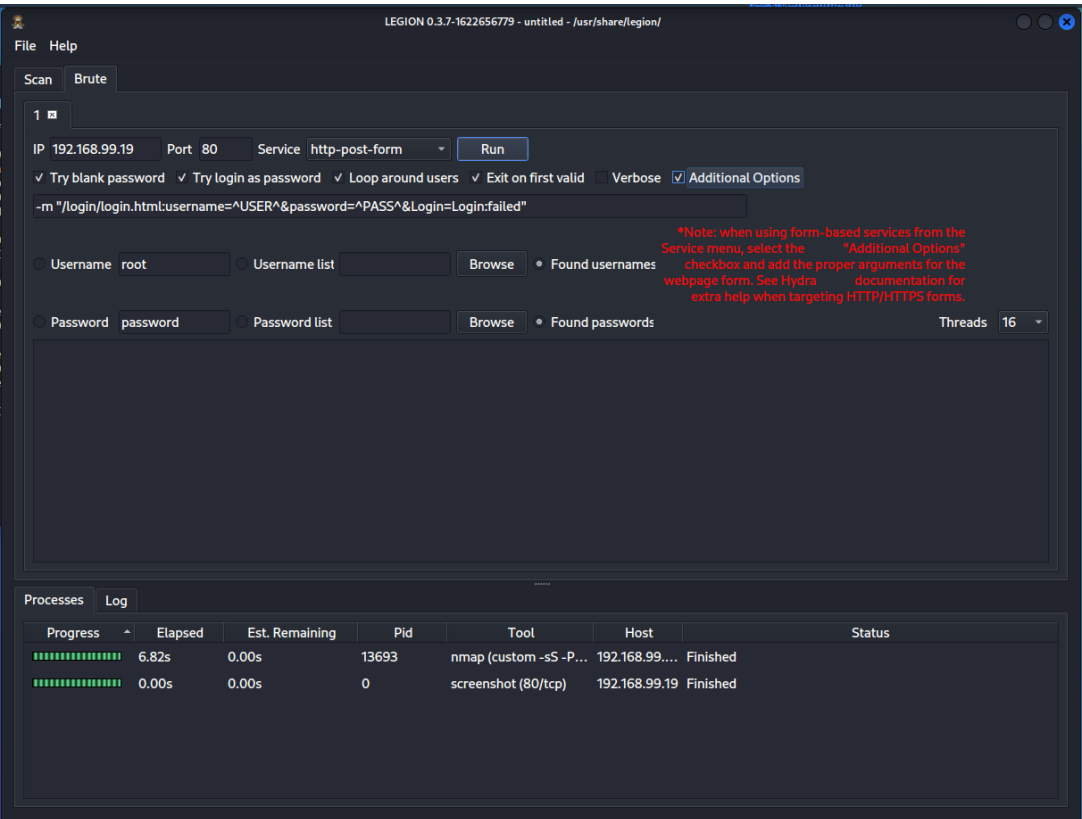 LEGION 0.3.7-1622656779 - untitled - /usr/share/legion/
File Help
Scan Brute
1
IP 192.168.99.19 Port 80 Service http-post-form Run
Try blank password Try login as password Loop around users Exit on first valid Verbose Additional Options
-m "/login/login.html:username=^USER^&password=^PASS^&Login=Login:failed"
*Note: when using form-based services from the
Service menu, select the "Additional Options"
checkbox and add the proper arguments for the
webpage form. See Hydra documentation for
extra help when targeting HTTP/HTTPS forms.
Username root Username list Browse Found usernames
Password password Password list Browse Found passwords Threads 16
Processes Log
Progress Elapsed Est. Remaining Pid Tool Host Status
6.82s 0.00s 13693 nmap (custom -sS -P... 192.168.99.... Finished
0.00s 0.00s 0 screenshot (80/tcp) 192.168.99.19 Finished